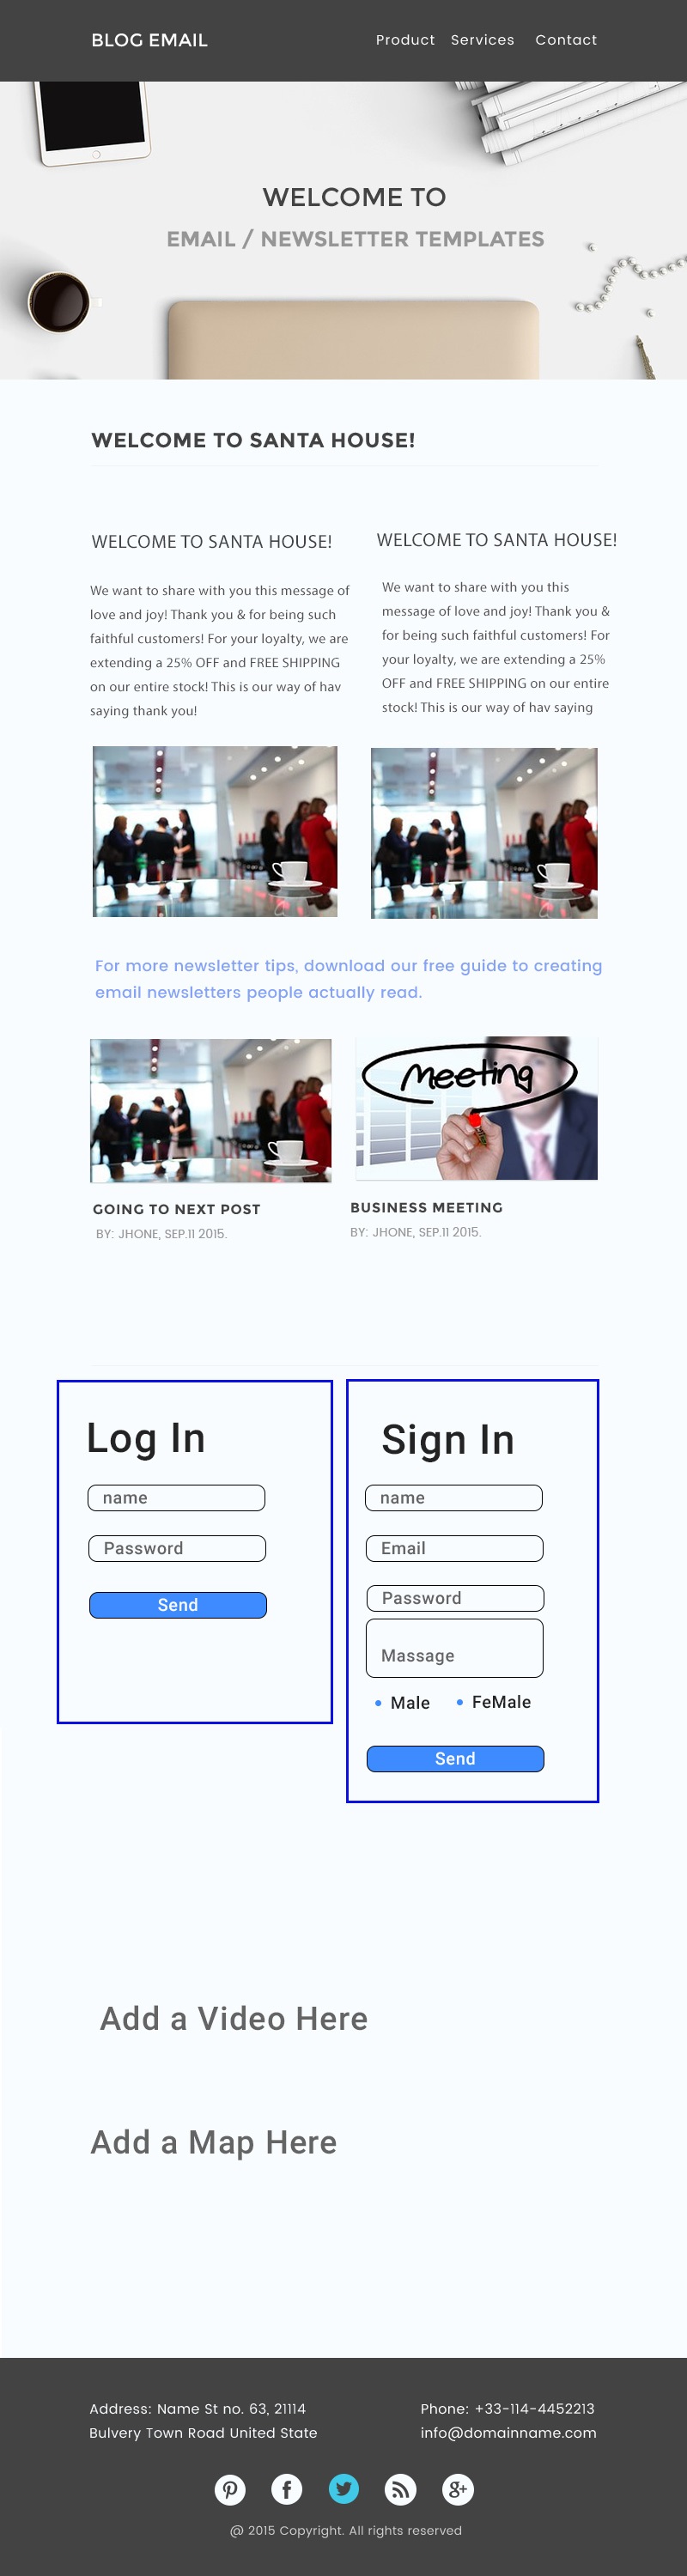 BLOG EMAIL
Product Services Contact
WELCOME TO
EMAIL / NEWSLETTER TEMPLATES
WELCOME TO SANTA HOUSE!
WELCOME TO SANTA HOUSE!
We want to share with you this message of
love and joy! Thank you & for being such
faithful customers! For your loyalty, we are
extending a 25% OFF and FREE SHIPPING
on our entire stock! This is our way of hav
saying thank you!
WELCOME TO SANTA HOUSE!
We want to share with you this
message of love and joy! Thank you &
for being such faithful customers! For
your loyalty, we are extending a 25%
OFF and FREE SHIPPING on our entire
stock! This is our way of hav saying
For more newsletter tips, download our free guide to creating
email newsletters people actually read.
GOING TO NEXT POST
BY: JHONE, SEP.11 2015.
meeting
BUSINESS MEETING
BY: JHONE, SEP.11 2015.
Log In
name
Password
Send
Sign In
name
Email
Password
Massage
Male FeMale
Send
Add a Video Here
Add a Map Here
Address: Name St no. 63, 21114
Bulvery Town Road United State
Phone: +33-114-4452213
info@domainname.com
@ 2015 Copyright. All rights reserved